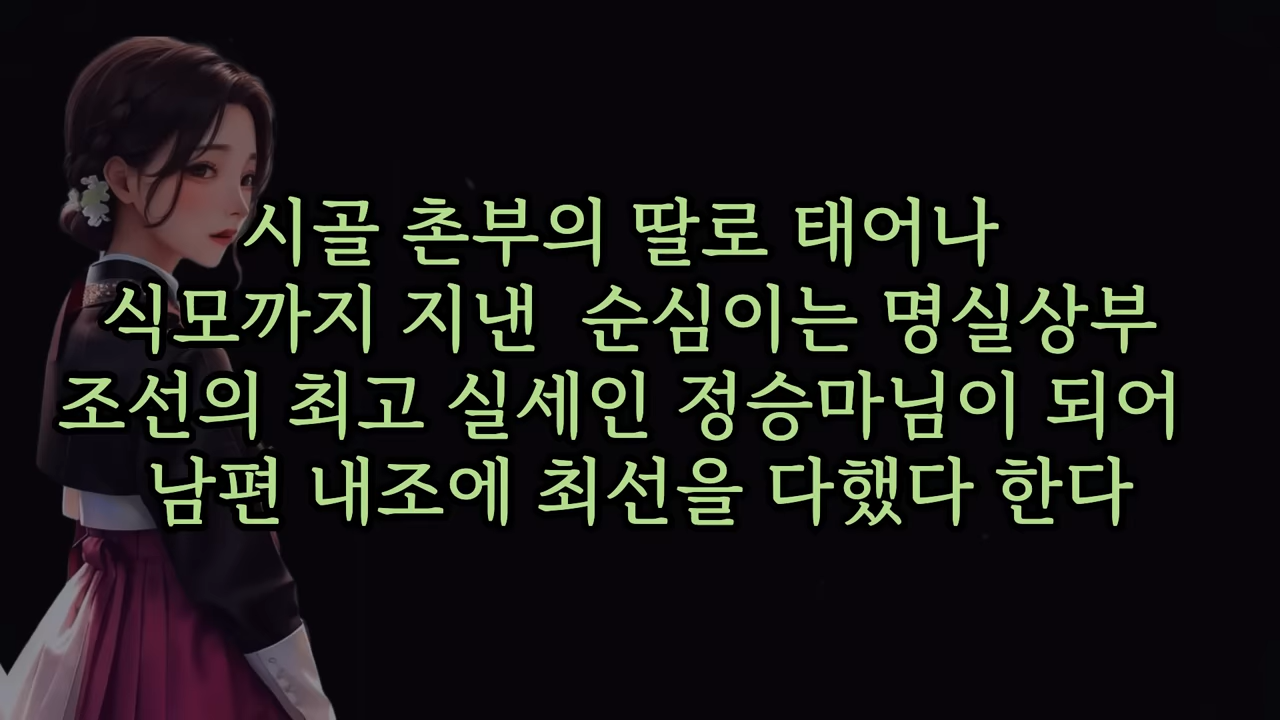 시골 촌부의 딸로 태어나
식모까지 지낸 순심이는 명실상부
조선의 최고 실세인 정승마님이 되어
남편 내조에 최선을 다했다 한다